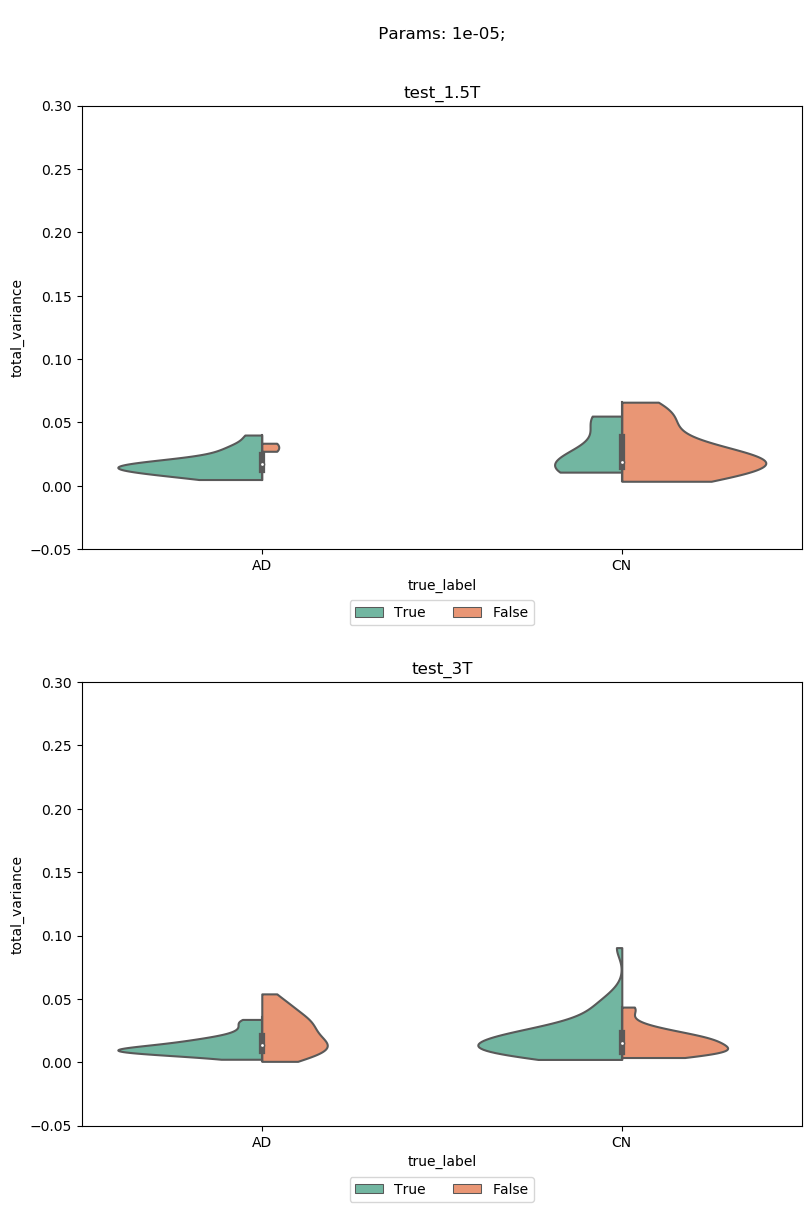 Params: 1e-05;
test_1.5T
0.30
0.25
0.20
0.15
0.10
0.05
0.00
−0.05
total_variance
AD CN
true_label
True False
test_3T
0.30
0.25
0.20
0.15
0.10
0.05
0.00
−0.05
total_variance
AD CN
true_label
True False